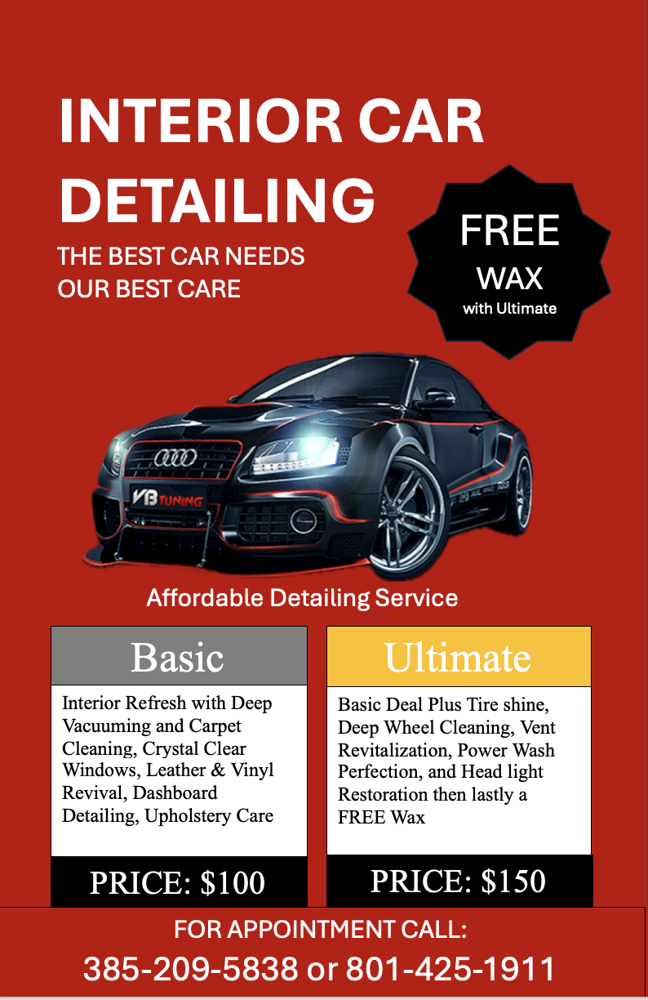 INTERIOR CAR
DETAILING
THE BEST CAR NEEDS
OUR BEST CARE
FREE
WAX
with Ultimate
VB TUNING
Affordable Detailing Service
Basic
Interior Refresh with Deep
Vacuuming and Carpet
Cleaning, Crystal Clear
Windows, Leather & Vinyl
Revival, Dashboard
Detailing, Upholstery Care
PRICE: $100
Ultimate
Basic Deal Plus Tire shine,
Deep Wheel Cleaning, Vent
Revitalization, Power Wash
Perfection, and Head light
Restoration then lastly a
FREE Wax
PRICE: $150
FOR APPOINTMENT CALL:
385-209-5838 or 801-425-1911